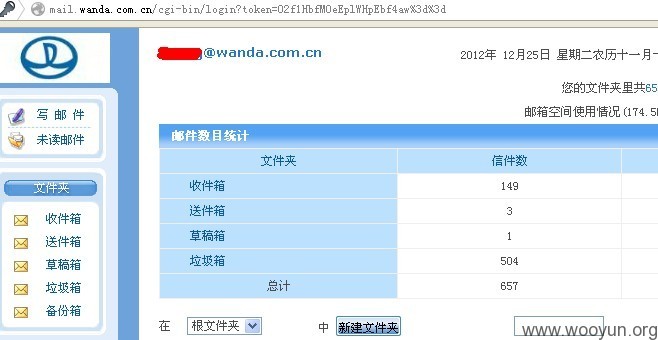 mail.wanda.com.cn/cgi-bin/login?token=02f1HbfMOeEplWHpEbf4aw%3d%3d
@wanda.com.cn
2012年 12月25日 星期二农历十一月十
您的文件夹里共65
邮箱空间使用情况(174.5
写 邮 件
未读邮件
文件夹
收件箱
送件箱
草稿箱
垃圾箱
备份箱
邮件数目统计
文件夹 信件数
收件箱 149
送件箱 3
草稿箱 1
垃圾箱 504
总计 657
在 根文件夹 中 新建文件夹
www.wooyun.org